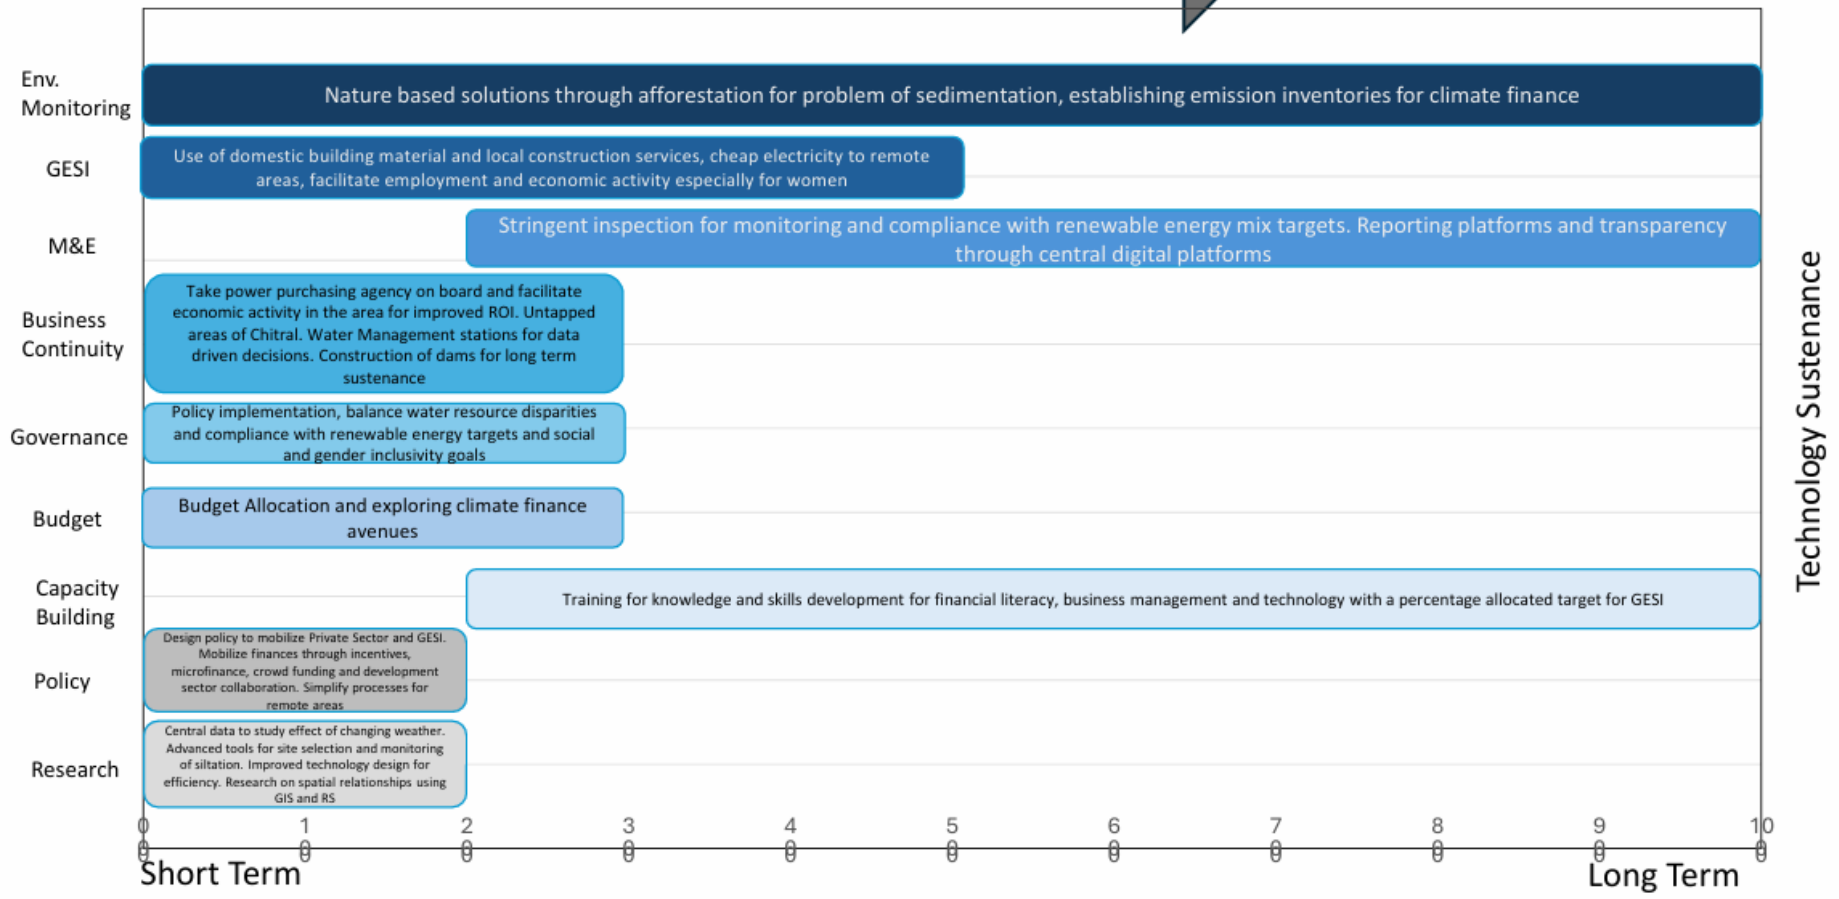 Env.
Monitoring
Nature based solutions through afforestation for problem of sedimentation, establishing emission inventories for climate finance
GESI
Use of domestic building material and local construction services, cheap electricity to remote
areas, facilitate employment and economic activity especially for women
M&E
Stringent inspection for monitoring and compliance with renewable energy mix targets. Reporting platforms and transparency
through central digital platforms
Business
Continuity
Take power purchasing agency on board and facilitate
economic activity in the area for improved ROI. Untapped
areas of Chitral. Water Management stations for data
driven decisions. Construction of dams for long term
sustenance
Governance
Policy implementation, balance water resource disparities
and compliance with renewable energy targets and social
and gender inclusivity goals
Budget
Budget Allocation and exploring climate finance
avenues
Capacity
Building
Training for knowledge and skills development for financial literacy, business management and technology with a percentage allocated target for GESI
Policy
Design policy to mobilize Private Sector and GESI.
Mobilize finances through incentives,
microfinance, crowd funding and development
sector collaboration. Simplify processes for
remote areas
Research
Central data to study effect of changing weather.
Advanced tools for site selection and monitoring
of siltation. Improved technology design for
efficiency. Research on spatial relationships using
GIS and RS
0 1 2 3 4 5 6 7 8 9 10
0 0 0 0 0 0 0 0 0 0 0
Short Term
Long Term
Technology Sustenance